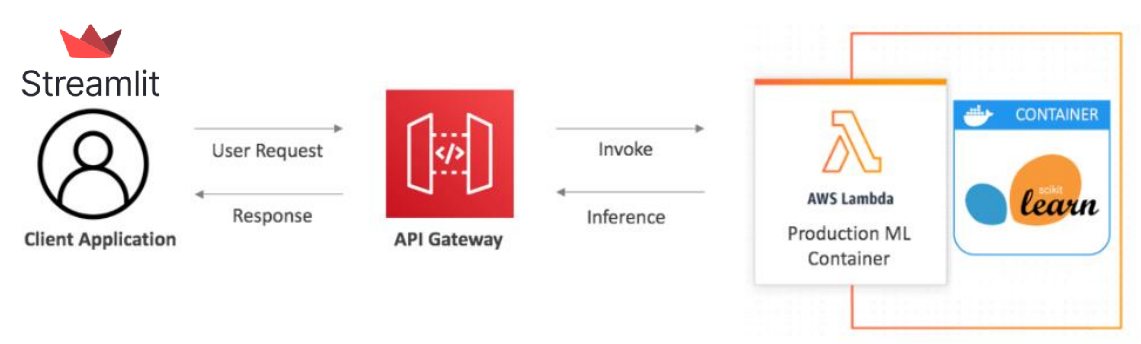 Streamlit
Client Application
User Request
Response
</>
API Gateway
Invoke
Inference
AWS Lambda
Production ML
Container
CONTAINER
scikit
learn